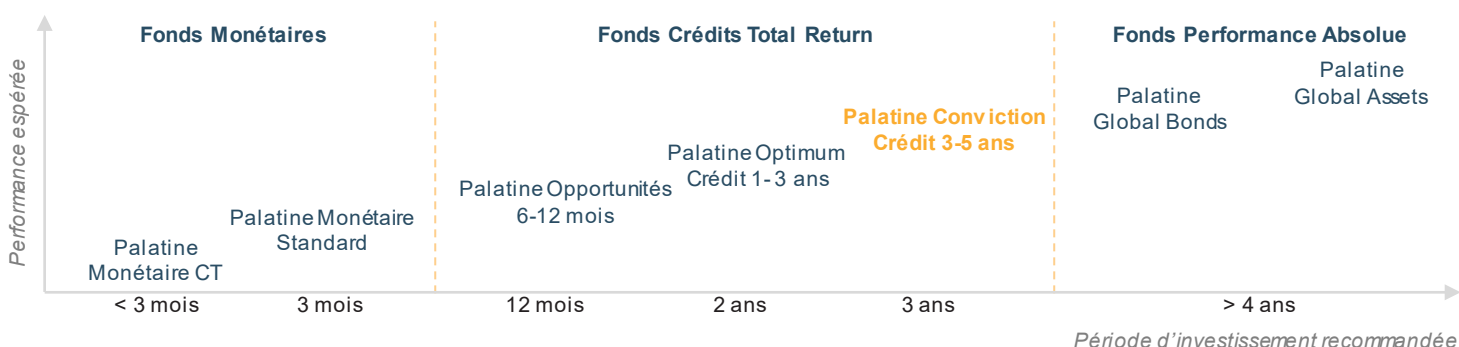 Fonds Monétaires
Fonds Crédits Total Return
Fonds Performance Absolue
Performance espérée
Palatine
Monétaire CT
Palatine Monétaire
Standard
Palatine Opportunités
6-12 mois
Palatine Optimum
Crédit 1-3 ans
Palatine Conviction
Crédit 3-5 ans
Palatine
Global Bonds
Palatine
Global Assets
< 3 mois
3 mois
12 mois
2 ans
3 ans
> 4 ans
Période d'investissement recommandée